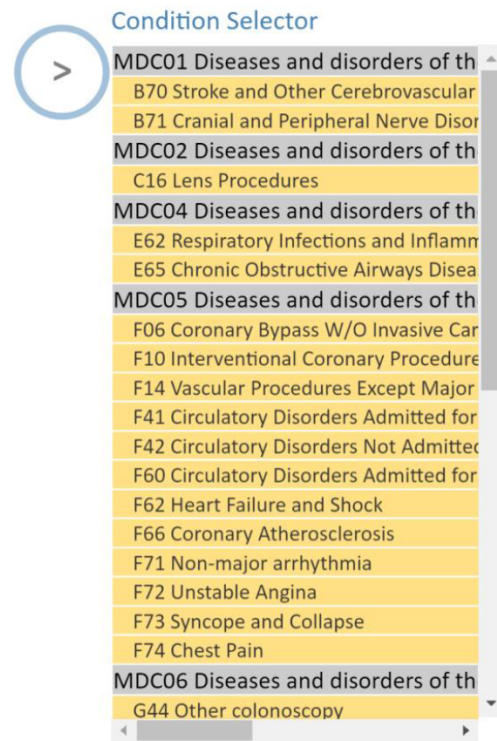 Condition Selector
>
MDC01 Diseases and disorders of th
B70 Stroke and Other Cerebrovascular
B71 Cranial and Peripheral Nerve Disor
MDC02 Diseases and disorders of th
C16 Lens Procedures
MDC04 Diseases and disorders of th
E62 Respiratory Infections and Inflamm
E65 Chronic Obstructive Airways Disea
MDC05 Diseases and disorders of th
F06 Coronary Bypass W/O Invasive Car
F10 Interventional Coronary Procedure
F14 Vascular Procedures Except Major
F41 Circulatory Disorders Admitted for
F42 Circulatory Disorders Not Admitted
F60 Circulatory Disorders Admitted for
F62 Heart Failure and Shock
F66 Coronary Atherosclerosis
F71 Non-major arrhythmia
F72 Unstable Angina
F73 Syncope and Collapse
F74 Chest Pain
MDC06 Diseases and disorders of th
G44 Other colonoscopy